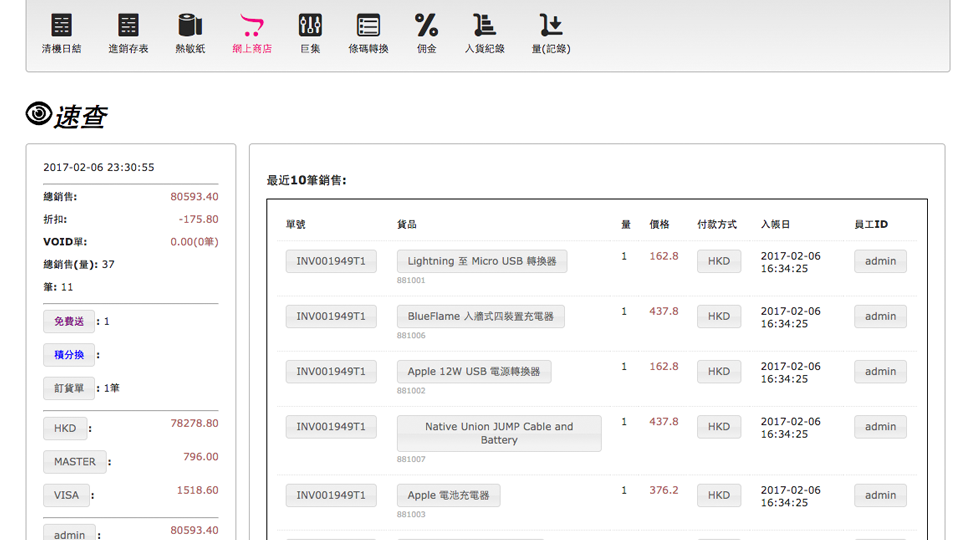 清機日結 進銷存表 熱敏紙 網上商店 巨集 條碼轉換 佣金 入貨紀錄 量(記錄)
速查
2017-02-06 23:30:55
總銷售: 80593.40
折扣: -175.80
VOID單: 0.00(0筆)
總銷售(量): 37
筆: 11
免費送 : 1
積分換 :
訂貨單 : 1筆
HKD : 78278.80
MASTER : 796.00
VISA : 1518.60
admin : 80593.40
最近10筆銷售:
單號 貨品 量 價格 付款方式 入帳日 員工ID
INV001949T1 Lightning 至 Micro USB 轉換器 1 162.8 HKD 2017-02-06 admin
881001 16:34:25
INV001949T1 BlueFlame 入牆式四裝置充電器 1 437.8 HKD 2017-02-06 admin
881006 16:34:25
INV001949T1 Apple 12W USB 電源轉換器 1 162.8 HKD 2017-02-06 admin
881002 16:34:25
INV001949T1 Native Union JUMP Cable and 1 437.8 HKD 2017-02-06 admin
Battery 16:34:25
881007
INV001949T1 Apple 電池充電器 1 376.2 HKD 2017-02-06 admin
881003 16:34:25